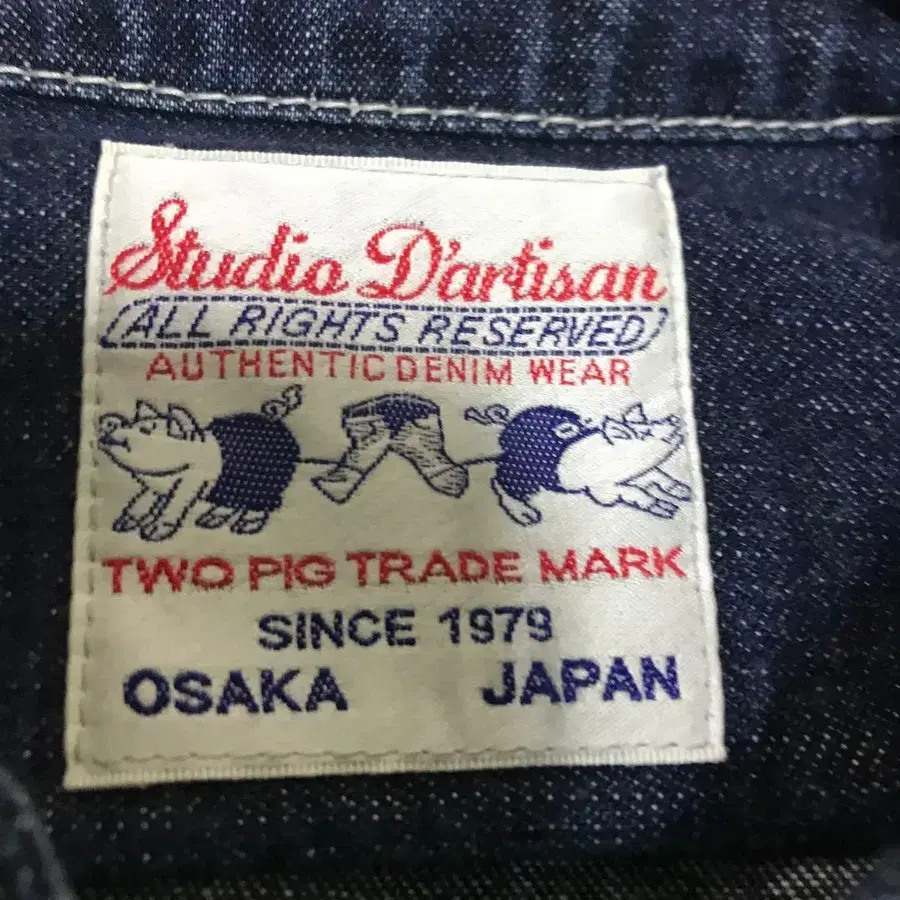 Studio D'artisan
ALL RIGHTS RESERVED
AUTHENTIC DENIM WEAR
TWO PIG TRADE MARK
SINCE 1979
OSAKA JAPAN